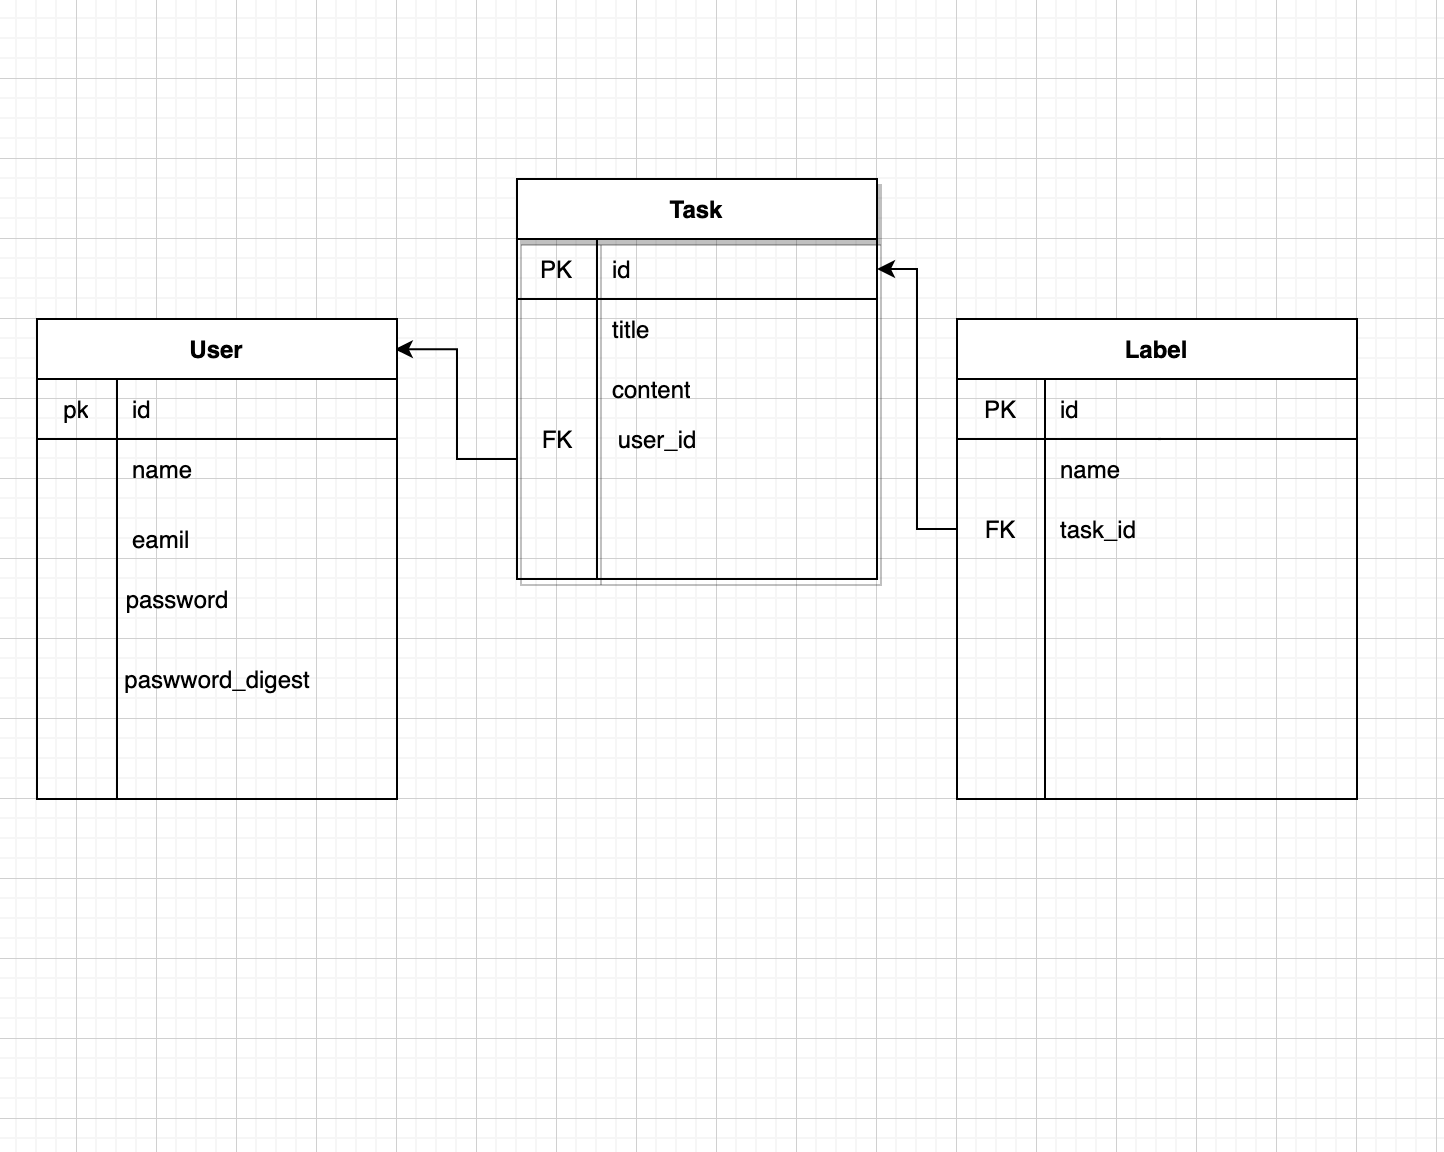 User
pk id
name
eamil
password
paswword_digest
Task
PK id
title
content
FK user_id
Label
PK id
name
FK task_id